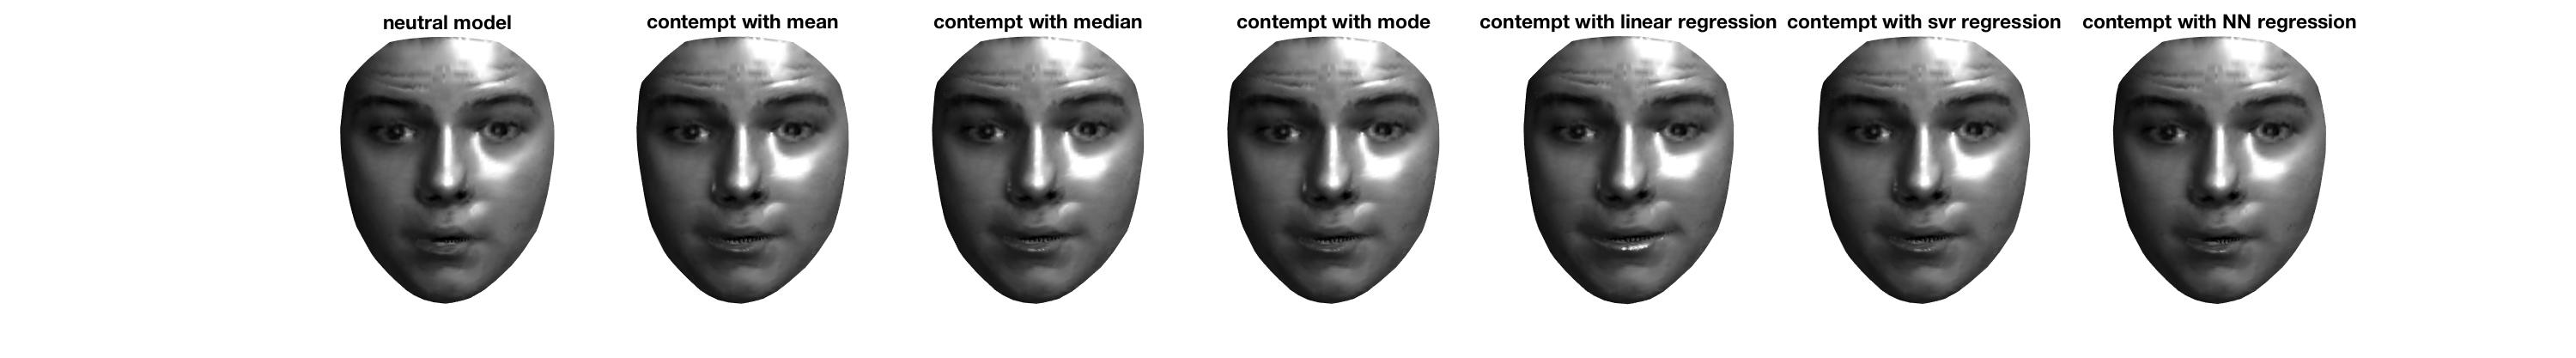 neutral model
contempt with mean
contempt with median
contempt with mode
contempt with linear regression
contempt with svr regression
contempt with NN regression